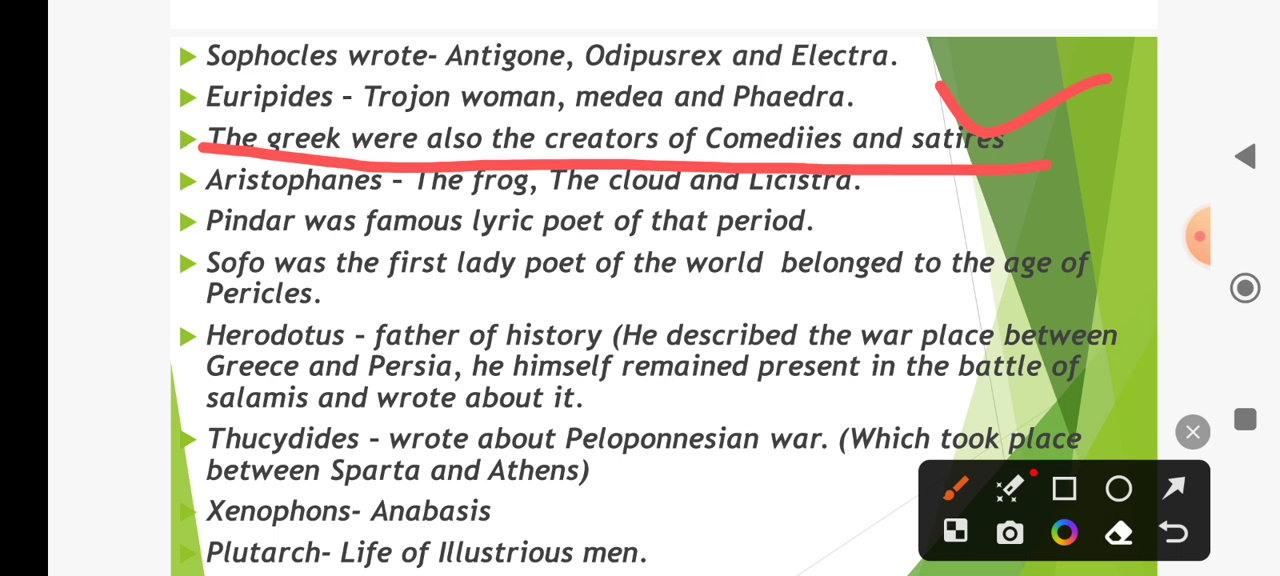 Sophocles wrote- Antigone, Odipusrex and Electra.
Euripides – Trojon woman, medea and Phaedra.
The greek were also the creators of Comediies and satires
Aristophanes – The frog, The cloud and Licistra.
Pindar was famous lyric poet of that period.
Sofo was the first lady poet of the world belonged to the age of
Pericles.
Herodotus – father of history (He described the war place between
Greece and Persia, he himself remained present in the battle of
salamis and wrote about it.
Thucydides – wrote about Peloponnesian war. (Which took place
between Sparta and Athens)
Xenophons- Anabasis
Plutarch- Life of Illustrious men.